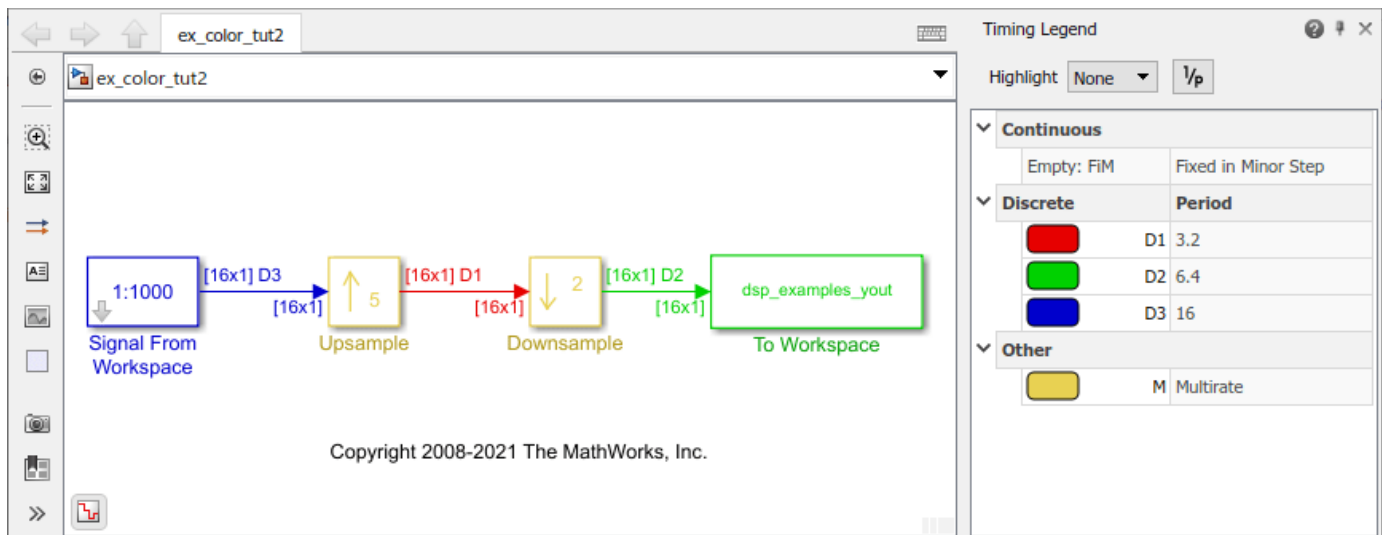 ex_color_tut2
ex_color_tut2
1:1000
Signal From
Workspace
[16x1] D3
[16x1]
5
Upsample
[16x1] D1
[16x1]
2
Downsample
[16x1] D2
[16x1]
dsp_examples_yout
To Workspace
Copyright 2008-2021 The MathWorks, Inc.
Timing Legend
Highlight None 1/p
Continuous
Empty: FiM Fixed in Minor Step
Discrete Period
D1 3.2
D2 6.4
D3 16
Other
M Multirate